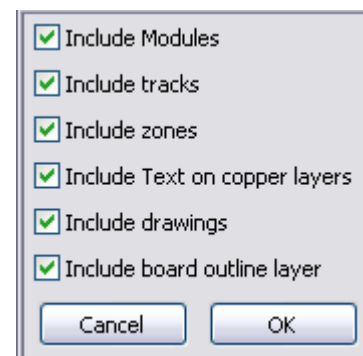 Include Modules
Include tracks
Include zones
Include Text on copper layers
Include drawings
Include board outline layer
Cancel OK